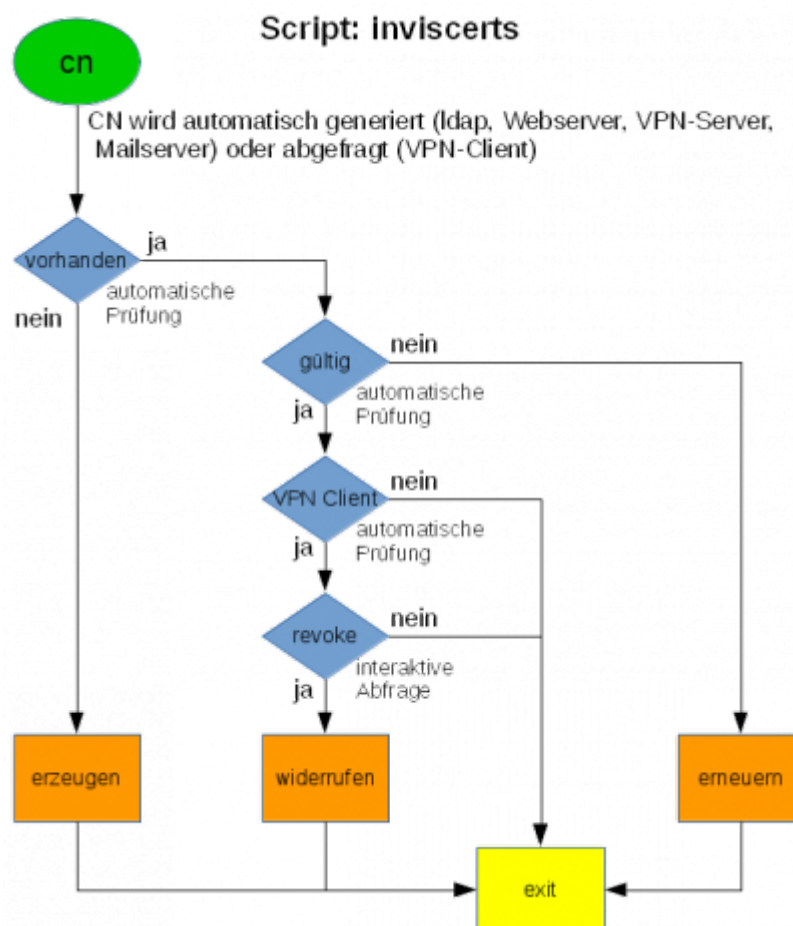 Script: inviscerts
cn
CN wird automatisch generiert (ldap, Webserver, VPN-Server,
Mailserver) oder abgefragt (VPN-Client)
vorhanden
ja
automatische
Prüfung
nein
gültig
nein
automatische
Prüfung
ja
VPN Client
nein
automatische
Prüfung
ja
revoke
nein
interaktive
Abfrage
ja
erzeugen
widerrufen
erneuern
exit